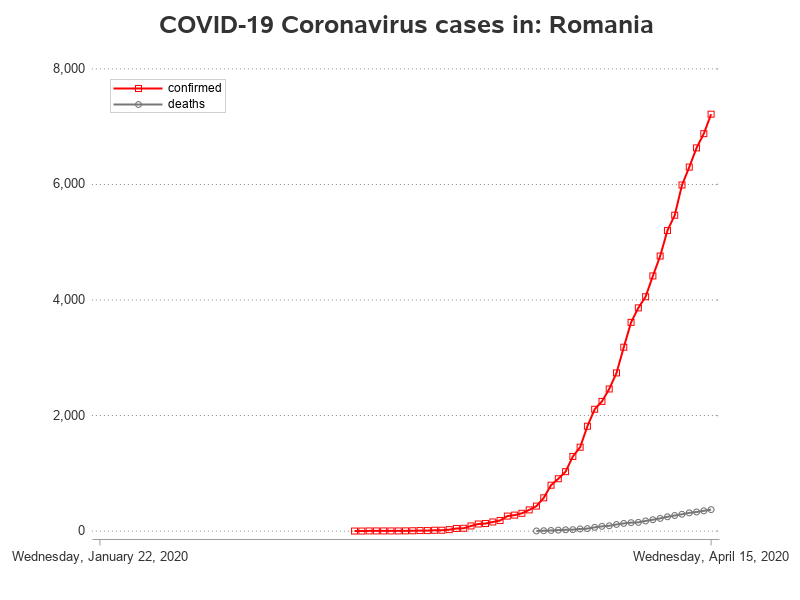 COVID-19 Coronavirus cases in: Romania
8,000
confirmed
deaths
6,000
4,000
2,000
0
Wednesday, January 22, 2020
Wednesday, April 15, 2020